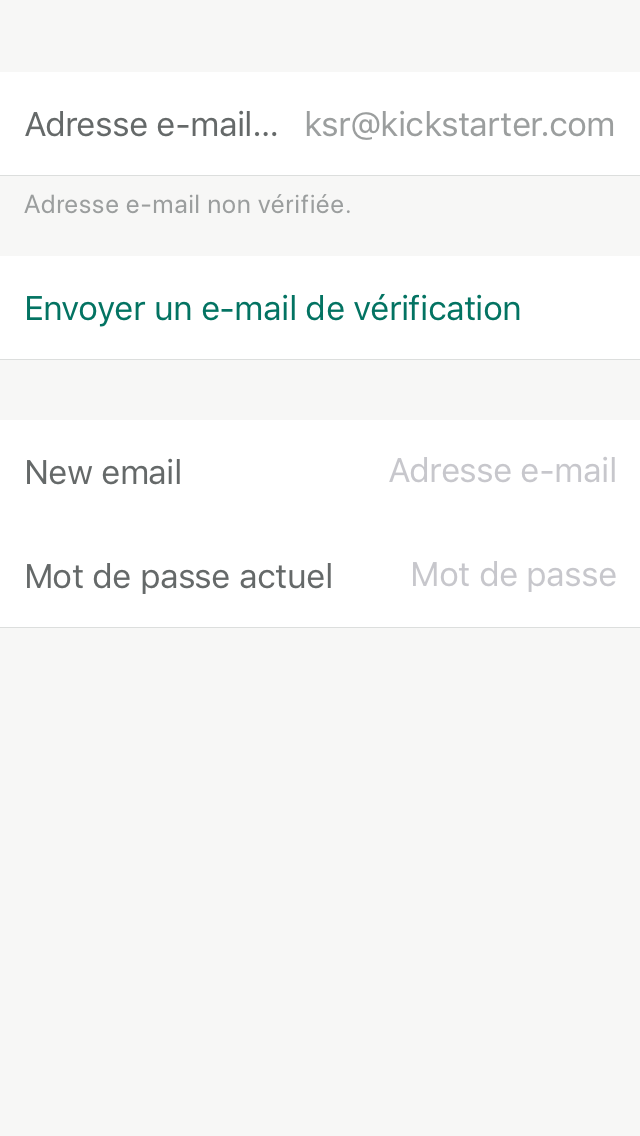 Adresse e-mail... ksr@kickstarter.com
Adresse e-mail non vérifiée.
Envoyer un e-mail de vérification
New email Adresse e-mail
Mot de passe actuel Mot de passe